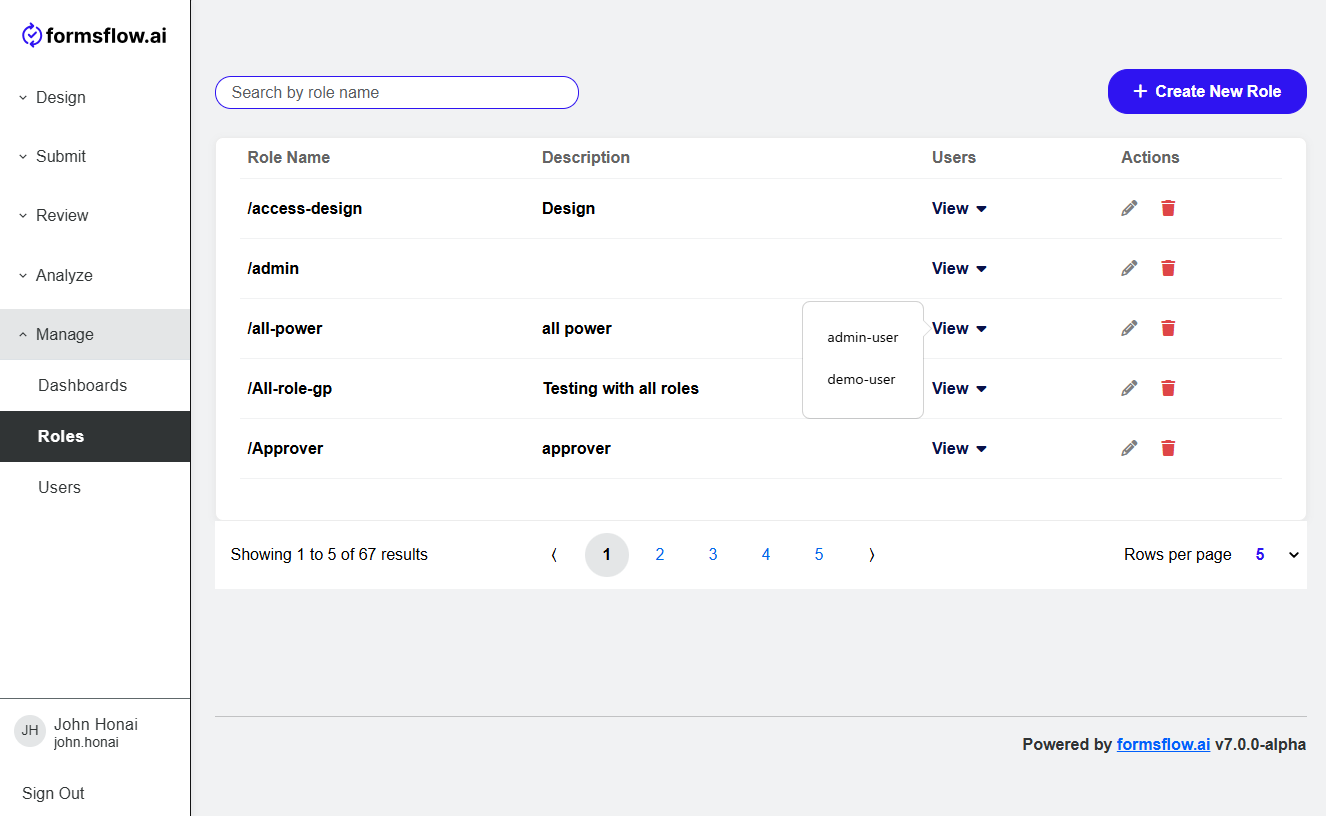 formsflow.ai
Design
Submit
Review
Analyze
Manage
Dashboards
Roles
Users
JH
John Honai
john.honai
Sign Out
Search by role name
+ Create New Role
Role Name Description Users Actions
/access-design Design View
/admin View
/all-power all power View
admin-user
demo-user
/All-role-gp Testing with all roles View
/Approver approver View
Showing 1 to 5 of 67 results 1 2 3 4 5 Rows per page 5
Powered by formsflow.ai v7.0.0-alpha